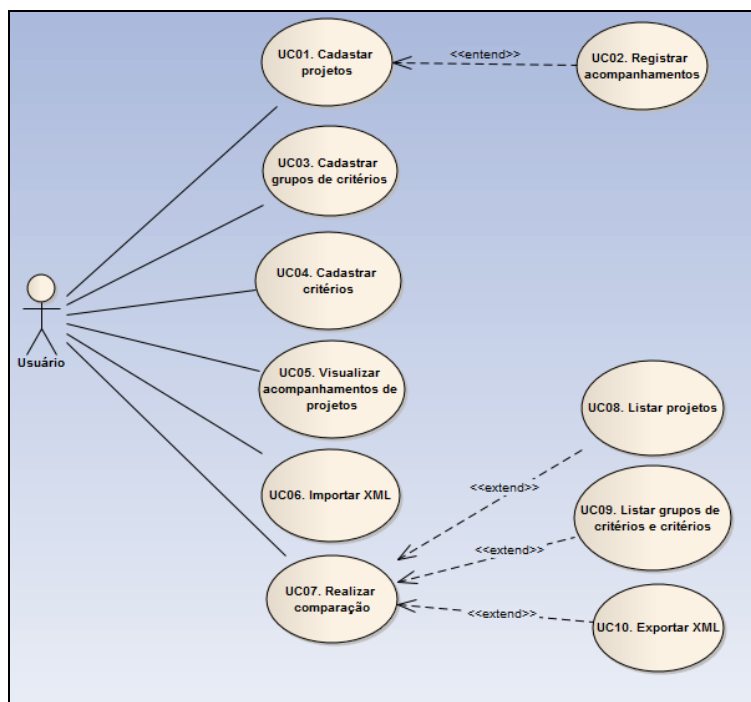 UC01. Cadastar
projetos
<<entend>>
UC02. Registrar
acompanhamentos
UC03. Cadastrar
grupos de critérios
UC04. Cadastrar
critérios
Usuário
UC05. Visualizar
acompanhamentos de
projetos
UC08. Listar projetos
UC06. Importar XML
<<extend>>
UC09. Listar grupos de
critérios e critérios
<<extend>>
UC07. Realizar
comparação
<<extend>>
UC10. Exportar XML